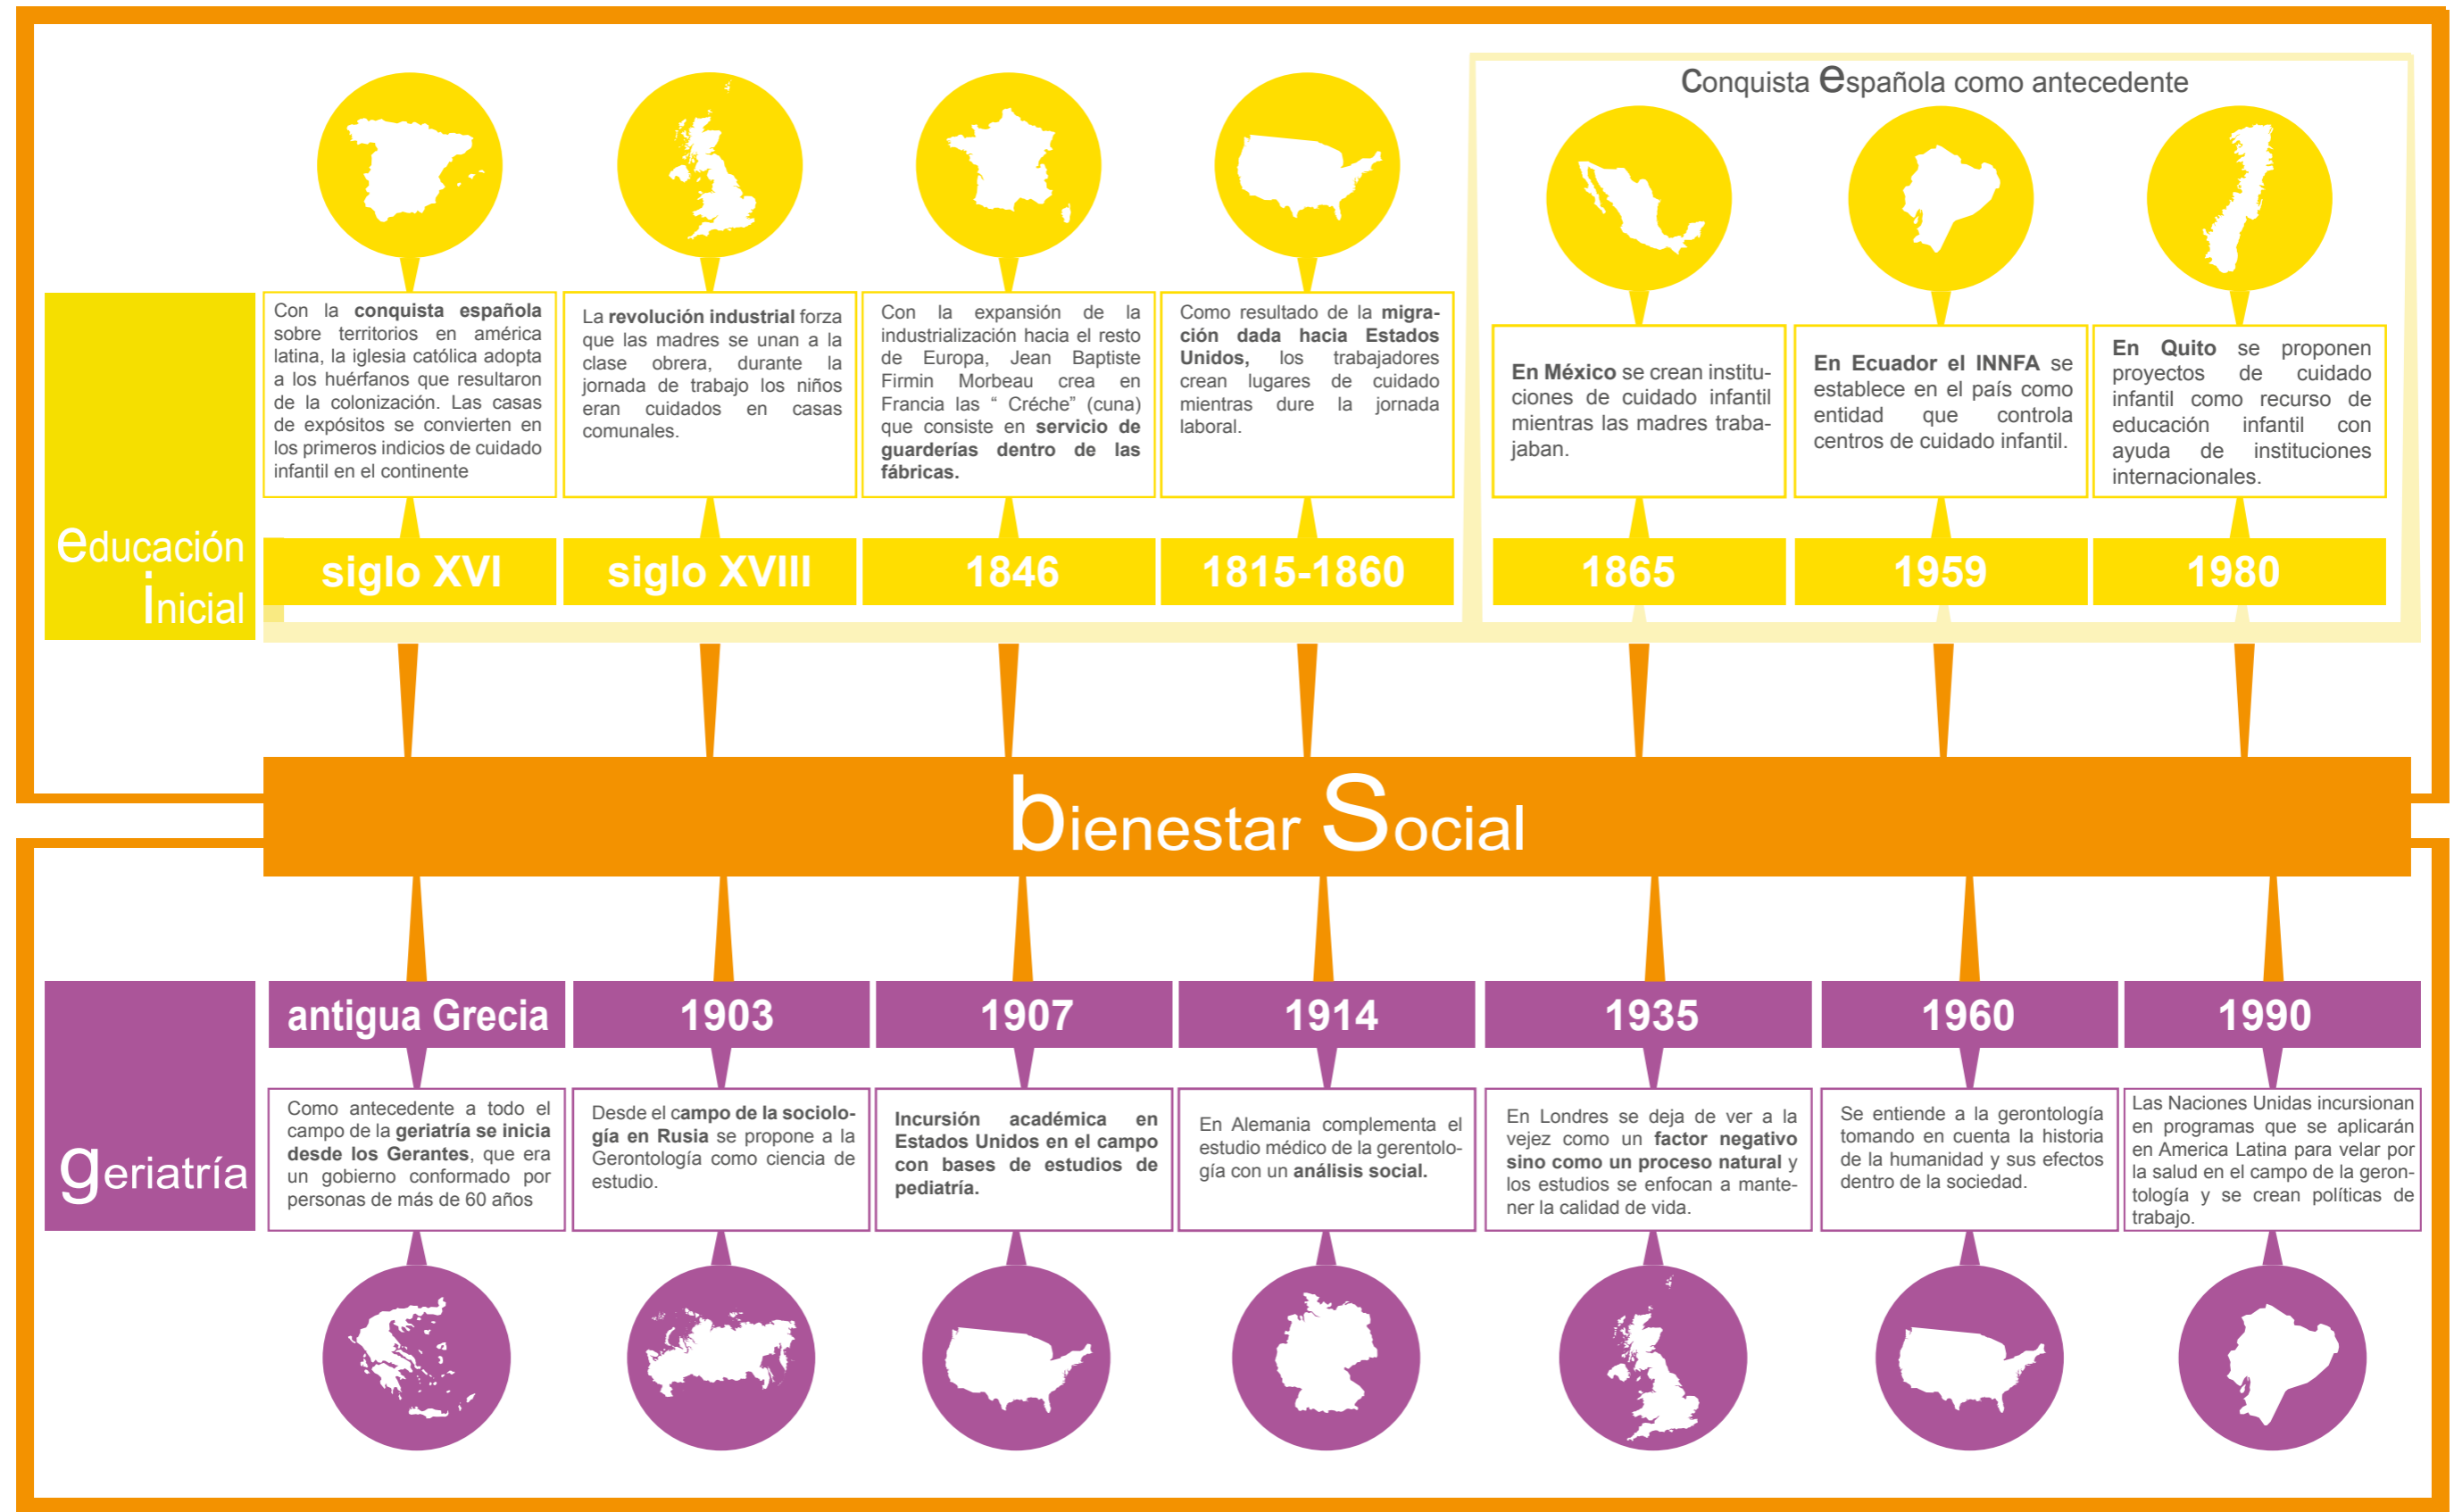 Conquista Española como antecedente
educación
inicial
Con la conquista española
sobre territorios en américa
latina, la iglesia católica adopta
a los huérfanos que resultaron
de la colonización. Las casas
de expósitos se convierten en
los primeros indicios de cuidado
infantil en el continente
siglo XVI
La revolución industrial forza
que las madres se unan a la
clase obrera, durante la
jornada de trabajo los niños
eran cuidados en casas
comunales.
siglo XVIII
Con la expansión de la
industrialización hacia el resto
de Europa, Jean Baptiste
Firmin Morbeau crea en
Francia las “ Créche” (cuna)
que consiste en servicio de
guarderías dentro de las
fábricas.
1846
Como resultado de la migra-
ción dada hacia Estados
Unidos, los trabajadores
crean lugares de cuidado
mientras dure la jornada
laboral.
1815-1860
En México se crean institu-
ciones de cuidado infantil
mientras las madres traba-
jaban.
1865
En Ecuador el INNFA se
establece en el país como
entidad que controla
centros de cuidado infantil.
1959
En Quito se proponen
proyectos de cuidado
infantil como recurso de
educación infantil con
ayuda de instituciones
internacionales.
1980
bienestar Social
geriatría
antigua Grecia
Como antecedente a todo el
campo de la geriatría se inicia
desde los Gerantes, que era
un gobierno conformado por
personas de más de 60 años
1903
Desde el campo de la sociolo-
gía en Rusia se propone a la
Gerontología como ciencia de
estudio.
1907
Incursión académica en
Estados Unidos en el campo
con bases de estudios de
pediatría.
1914
En Alemania complementa el
estudio médico de la gerentolo-
gía con un análisis social.
1935
En Londres se deja de ver a la
vejez como un factor negativo
sino como un proceso natural y
los estudios se enfocan a mante-
ner la calidad de vida.
1960
Se entiende a la gerontología
tomando en cuenta la historia
de la humanidad y sus efectos
dentro de la sociedad.
1990
Las Naciones Unidas incursionan
en programas que se aplicarán
en America Latina para velar por
la salud en el campo de la geron-
tología y se crean políticas de
trabajo.